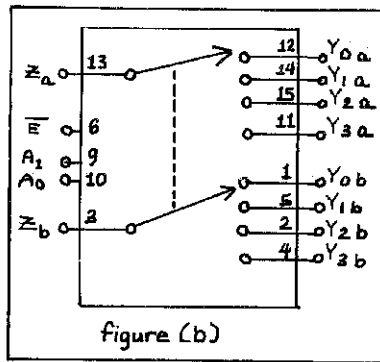 12 Y0a
13 14 Y1a
Za 15 Y2a
Ē 6 11 Y3a
A1 9
A0 10 1 Y0b
5 Y1b
Zb 3 2 Y2b
4 Y3b
figure (b)